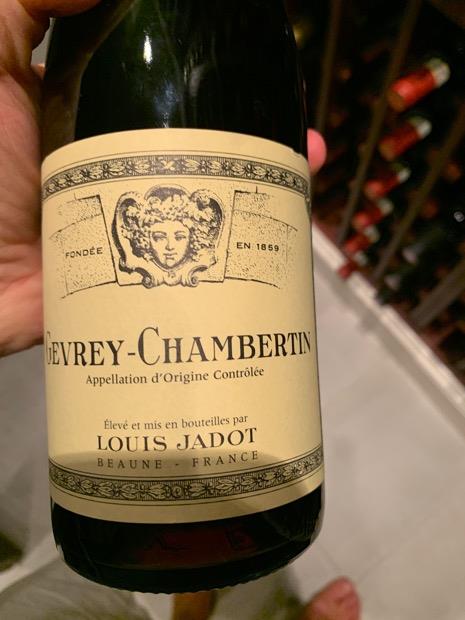 FONDÉE EN 1859
GEVREY-CHAMBERTIN
Appellation d'Origine Contrôlée
Élevé et mis en bouteilles par
LOUIS JADOT
BEAUNE - FRANCE